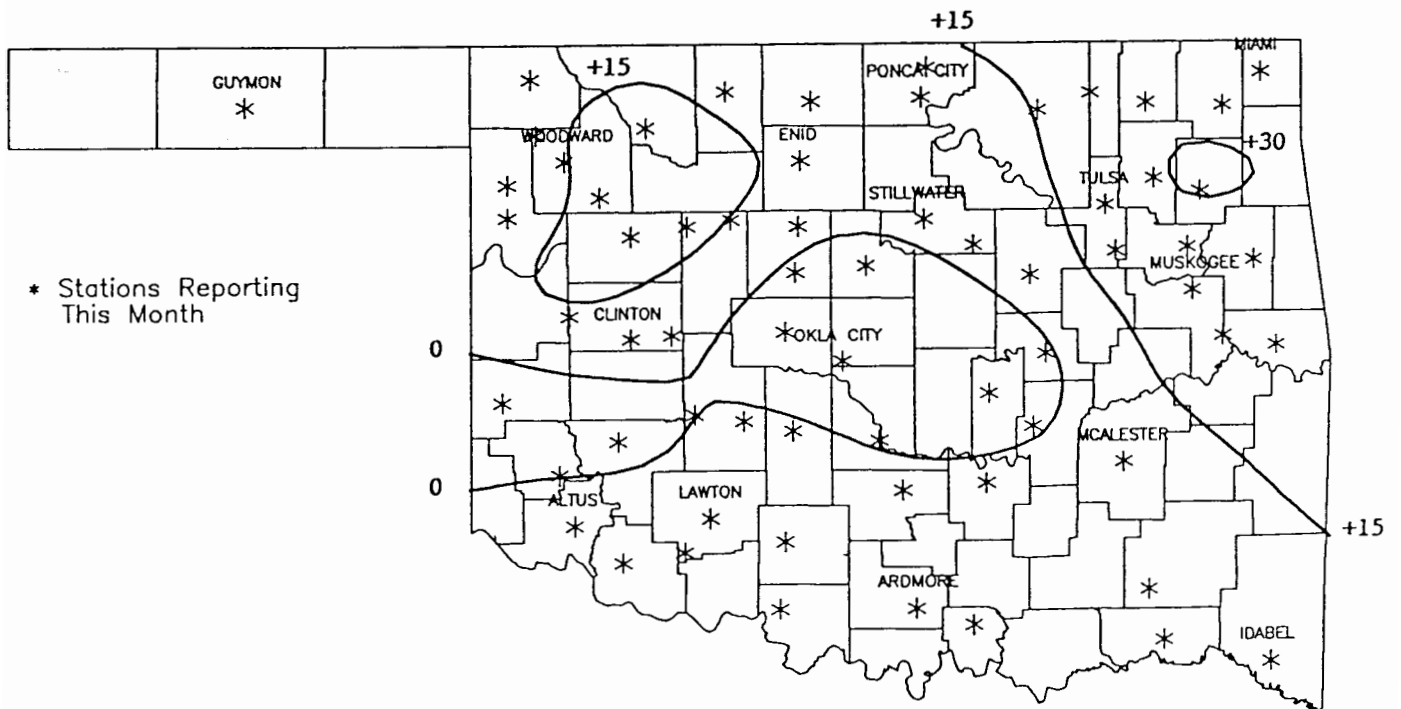 +15
MIAMI
GUYMON
+15
PONCA CITY
WOODWARD
ENID
+30
TULSA
STILLWATER
MUSKOGEE
* Stations Reporting
This Month
CLINTON
OKLA CITY
0
MCALESTER
0
ALTUS
LAWTON
+15
ARDMORE
IDABEL